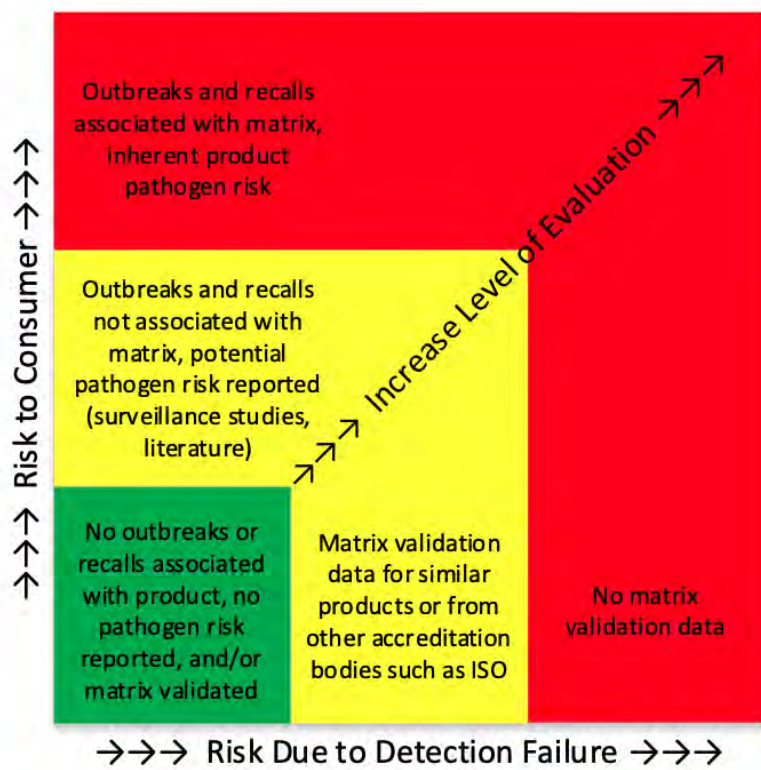 Outbreaks and recalls
associated with matrix,
inherent product
pathogen risk
Outbreaks and recalls
not associated with
matrix, potential
pathogen risk reported
(surveillance studies,
literature)
No outbreaks or
recalls associated
with product, no
pathogen risk
reported, and/or
matrix validated
Matrix validation
data for similar
products or from
other accreditation
bodies such as ISO
No matrix
validation data
→→→ Increase Level of Evaluation →→→→
→→→ Risk to Consumer →→→→
→→→ Risk Due to Detection Failure →→→